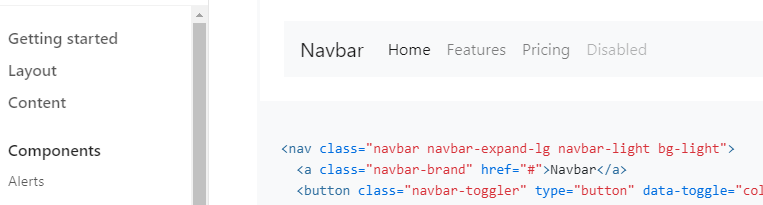 Getting started
Layout
Content
Components
Alerts
Navbar Home Features Pricing Disabled
<nav class="navbar navbar-expand-lg navbar-light bg-light">
<a class="navbar-brand" href="#">Navbar</a>
<button class="navbar-toggler" type="button" data-toggle="col